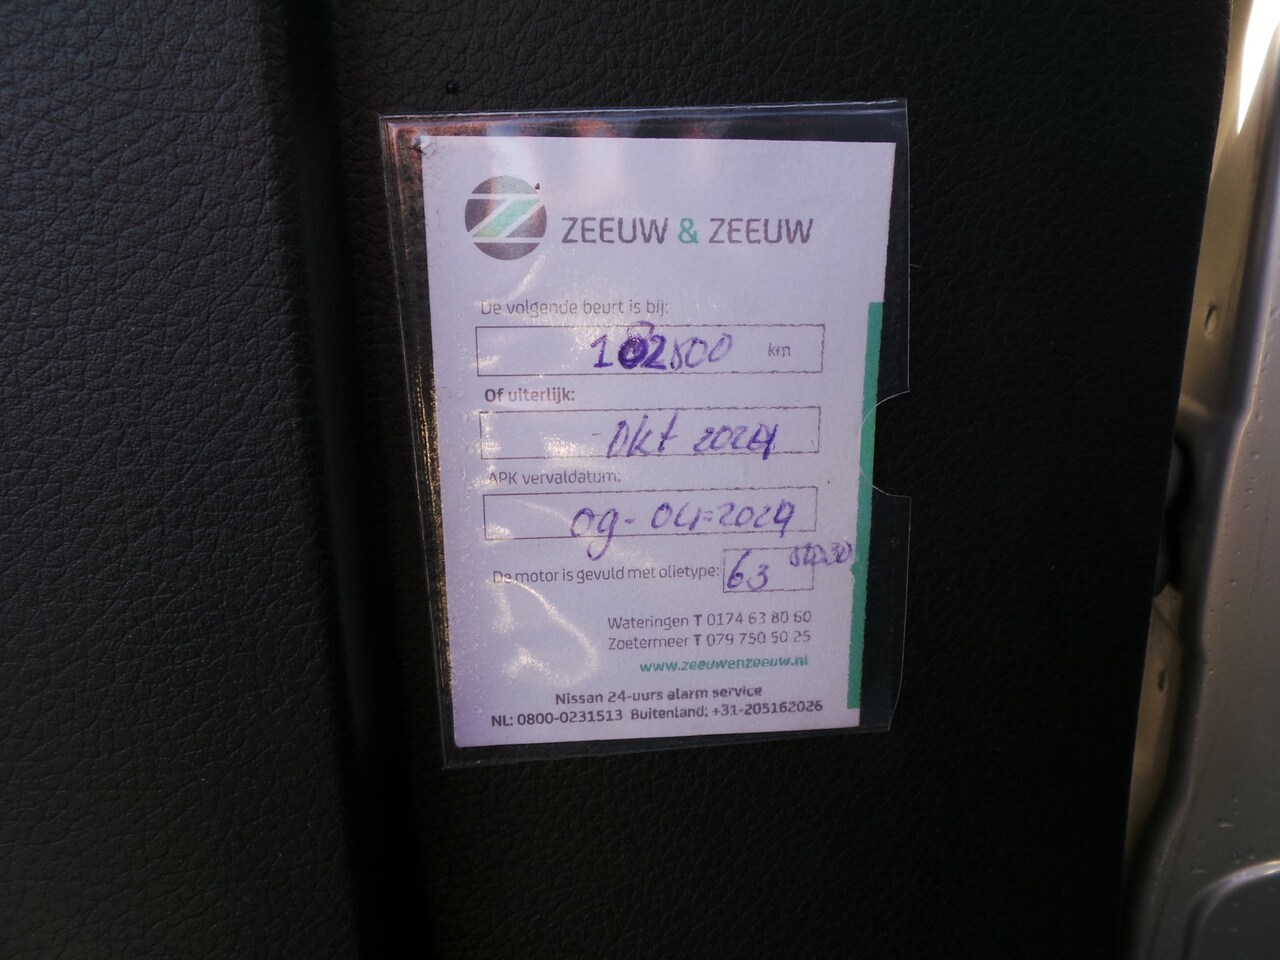 ZEEUW & ZEEUW
De volgende beurt is bij:
102500 km
Of uiterlijk:
Okt 2024
APK vervaldatum:
09-04-2024
De motor is gevuld met olietype: 63
Wateringen T 0174 63 80 60
Zoetermeer T 079 750 50 25
www.zeeuwenzeeuw.nl
Nissan 24-uurs alarm service
NL: 0800-0231513 Buitenland: +31-205162026